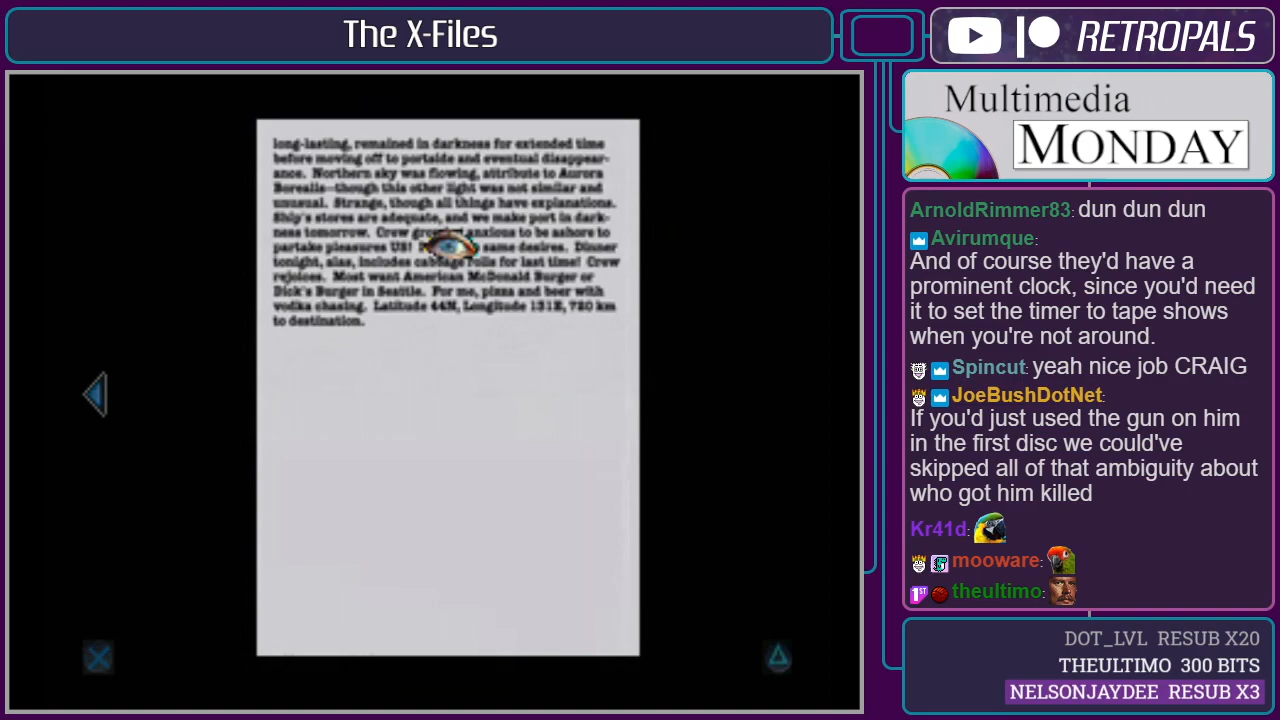 The X-Files
RETROPALS
Multimedia
MONDAY
long-lasting, remained in darkness for extended time
before moving off to portside and eventual disappear-
ance. Northern sky was flowing, attribute to Aurora
Borealis—though this other light was not similar and
unusual. Strange, though all things have explanations.
Ship's stores are adequate, and we make port in dark-
ness tomorrow. Crew anxious to be ashore to
partake pleasures US! same desires. Dinner
tonight, alas, includes cabbage rolls for last time! Crew
rejoices. Most want American McDonald Burger or
Dick's Burger in Seattle. For me, pizza and beer with
vodka chasing. Latitude 44N, Longitude 131E, 720 km
to destination.
ArnoldRimmer83: dun dun dun
Avirumque:
And of course they'd have a
prominent clock, since you'd need
it to set the timer to tape shows
when you're not around.
Spincut: yeah nice job CRAIG
JoeBushDotNet:
If you'd just used the gun on him
in the first disc we could've
skipped all of that ambiguity about
who got him killed
Kr41d:
mooware:
1ST theultimo:
DOT_LVL RESUB X20
THEULTIMO 300 BITS
NELSONJAYDEE RESUB X3